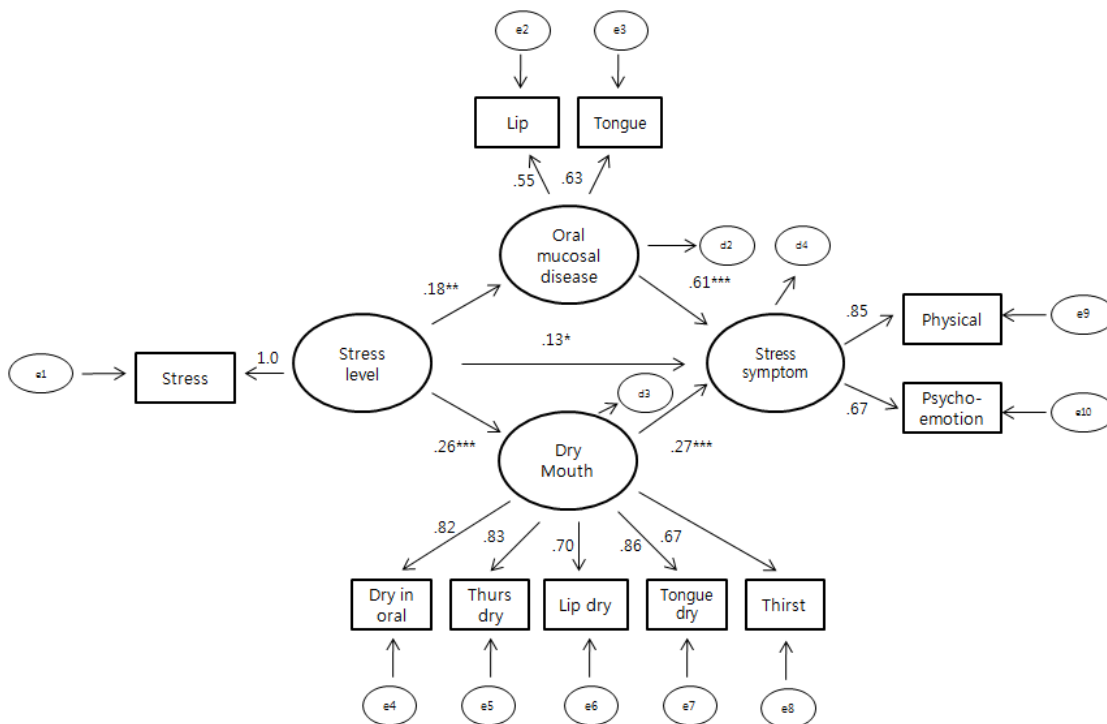 e2
e3
Lip
Tongue
.55
.63
Oral
mucosal
disease
d2
d4
.18**
.61***
.85
Physical
e9
.13*
Stress
level
Stress
symptom
1.0
Stress
e1
d3
.67
Psycho-
emotion
e10
.26***
Dry
Mouth
.27***
.82
.83
.70
.86
.67
Dry in
oral
Thurs
dry
Lip dry
Tongue
dry
Thirst
e4
e5
e6
e7
e8